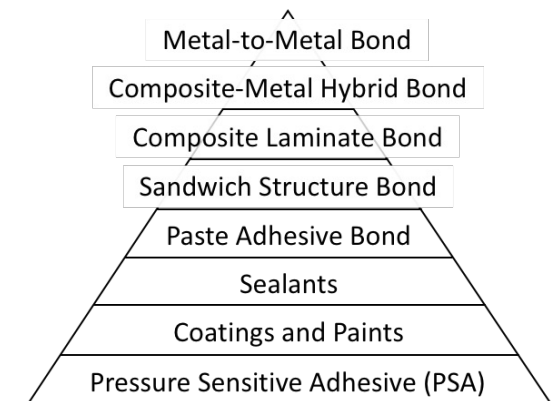 Metal-to-Metal Bond
Composite-Metal Hybrid Bond
Composite Laminate Bond
Sandwich Structure Bond
Paste Adhesive Bond
Sealants
Coatings and Paints
Pressure Sensitive Adhesive (PSA)